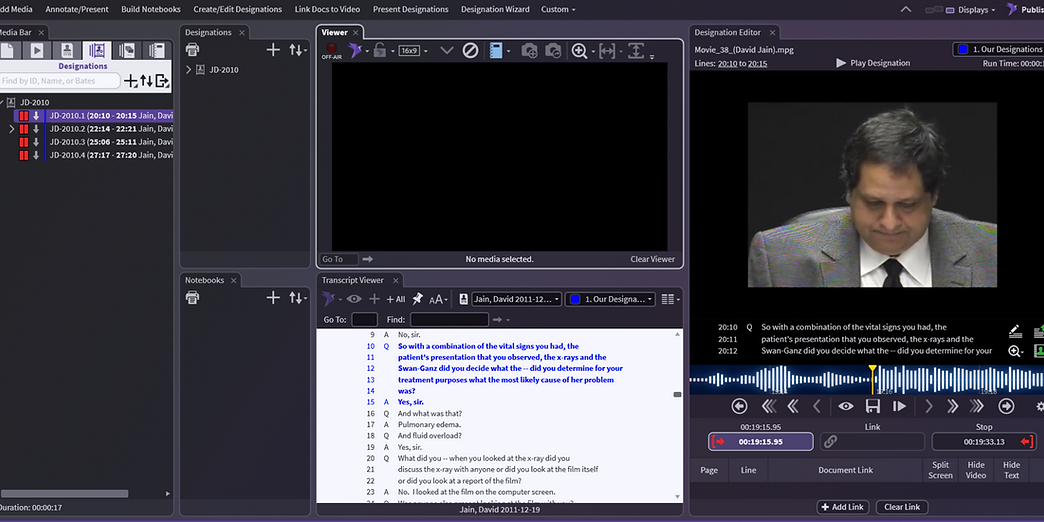 dd Media Annotate/Present Build Notebooks Create/Edit Designations Link Docs to Video Present Designations Designation Wizard Custom Displays Publis
Media Bar
Designations
Find by ID, Name, or Bates
JD-2010
JD-2010.1 (20:10 - 20:15 Jain, Davi
JD-2010.2 (22:14 - 22:21 Jain, Davi
JD-2010.3 (25:06 - 25:11 Jain, Davi
JD-2010.4 (27:17 - 27:20 Jain, Davi
Duration: 00:00:17
Designations
JD-2010
Notebooks
Viewer
OFF-AIR
16x9
Go To
No media selected.
Clear Viewer
Transcript Viewer
+ All
AA
Jain, David 2011-12...
1. Our Designa...
Go To:
Find:
9 A No, sir.
10 Q So with a combination of the vital signs you had, the
11 patient's presentation that you observed, the x-rays and the
12 Swan-Ganz did you decide what the -- did you determine for your
13 treatment purposes what the most likely cause of her problem
14 was?
15 A Yes, sir.
16 Q And what was that?
17 A Pulmonary edema.
18 Q And fluid overload?
19 A Yes, sir.
20 Q What did you -- when you looked at the x-ray did you
21 discuss the x-ray with anyone or did you look at the film itself
22 or did you look at a report of the film?
23 A No. I looked at the film on the computer screen.
Jain, David 2011-12-19
Designation Editor
Movie_38_(David Jain).mpg
1. Our Designations
Lines: 20:10 to 20:15
Play Designation
Run Time: 00:00:
20:10 Q So with a combination of the vital signs you had, the
20:11 patient's presentation that you observed, the x-rays and the
20:12 Swan-Ganz did you decide what the -- did you determine for your
00:19:15.95
Link
Stop
00:19:15.95
00:19:33.13
Page
Line
Document Link
Split Screen
Hide Video
Hide Text
Add Link
Clear Link